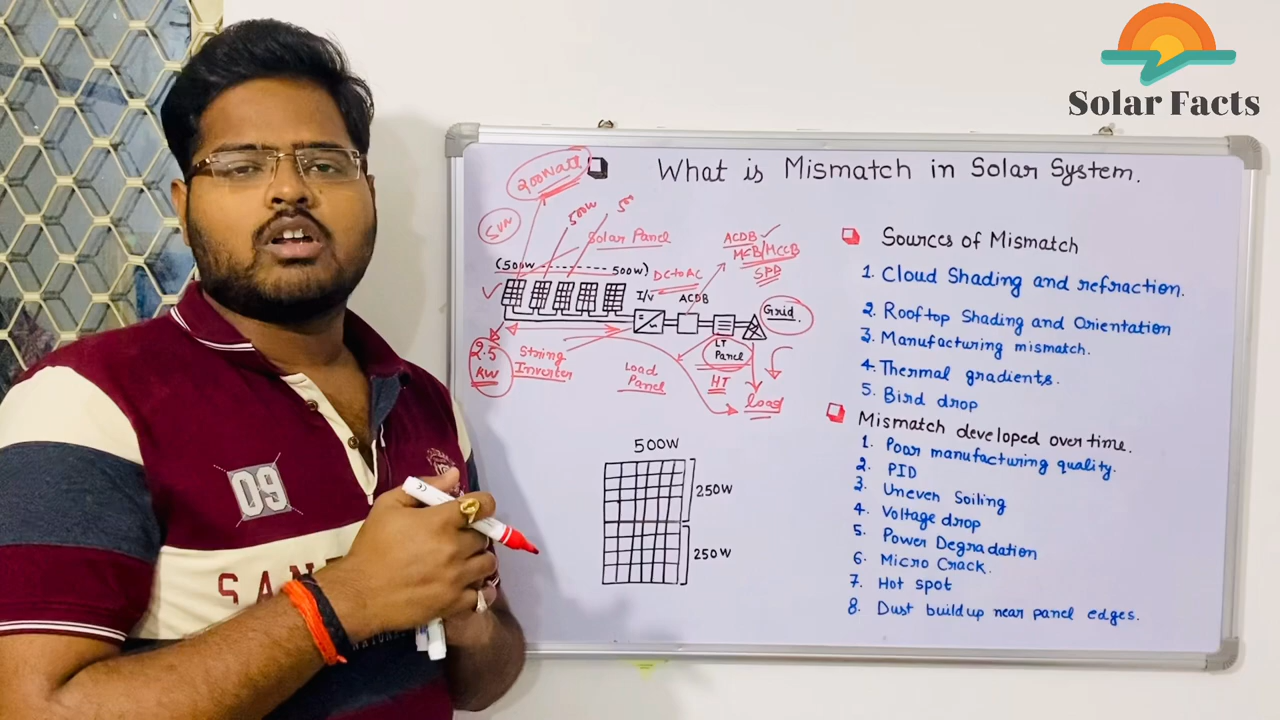 Solar Facts
What is Mismatch in Solar System.
200Watt
SUN
500W
Solar Panel
(500W ---------- 500W)
DC to AC
ACDB
MCB/MCCB
SPD
I/V
ACDB
Grid.
2.5
KW
String
Inverter
LT
Panel
HT
Load
Panel
load
500W
250W
250W
Sources of Mismatch
1. Cloud Shading and refraction.
2. Rooftop Shading and Orientation
3. Manufacturing mismatch.
4. Thermal gradients.
5. Bird drop
Mismatch developed over time.
1. Poor manufacturing quality.
2. PID
3. Uneven Soiling
4. Voltage drop
5. Power Degradation
6. Micro Crack.
7. Hot spot
8. Dust buildup near panel edges.
09